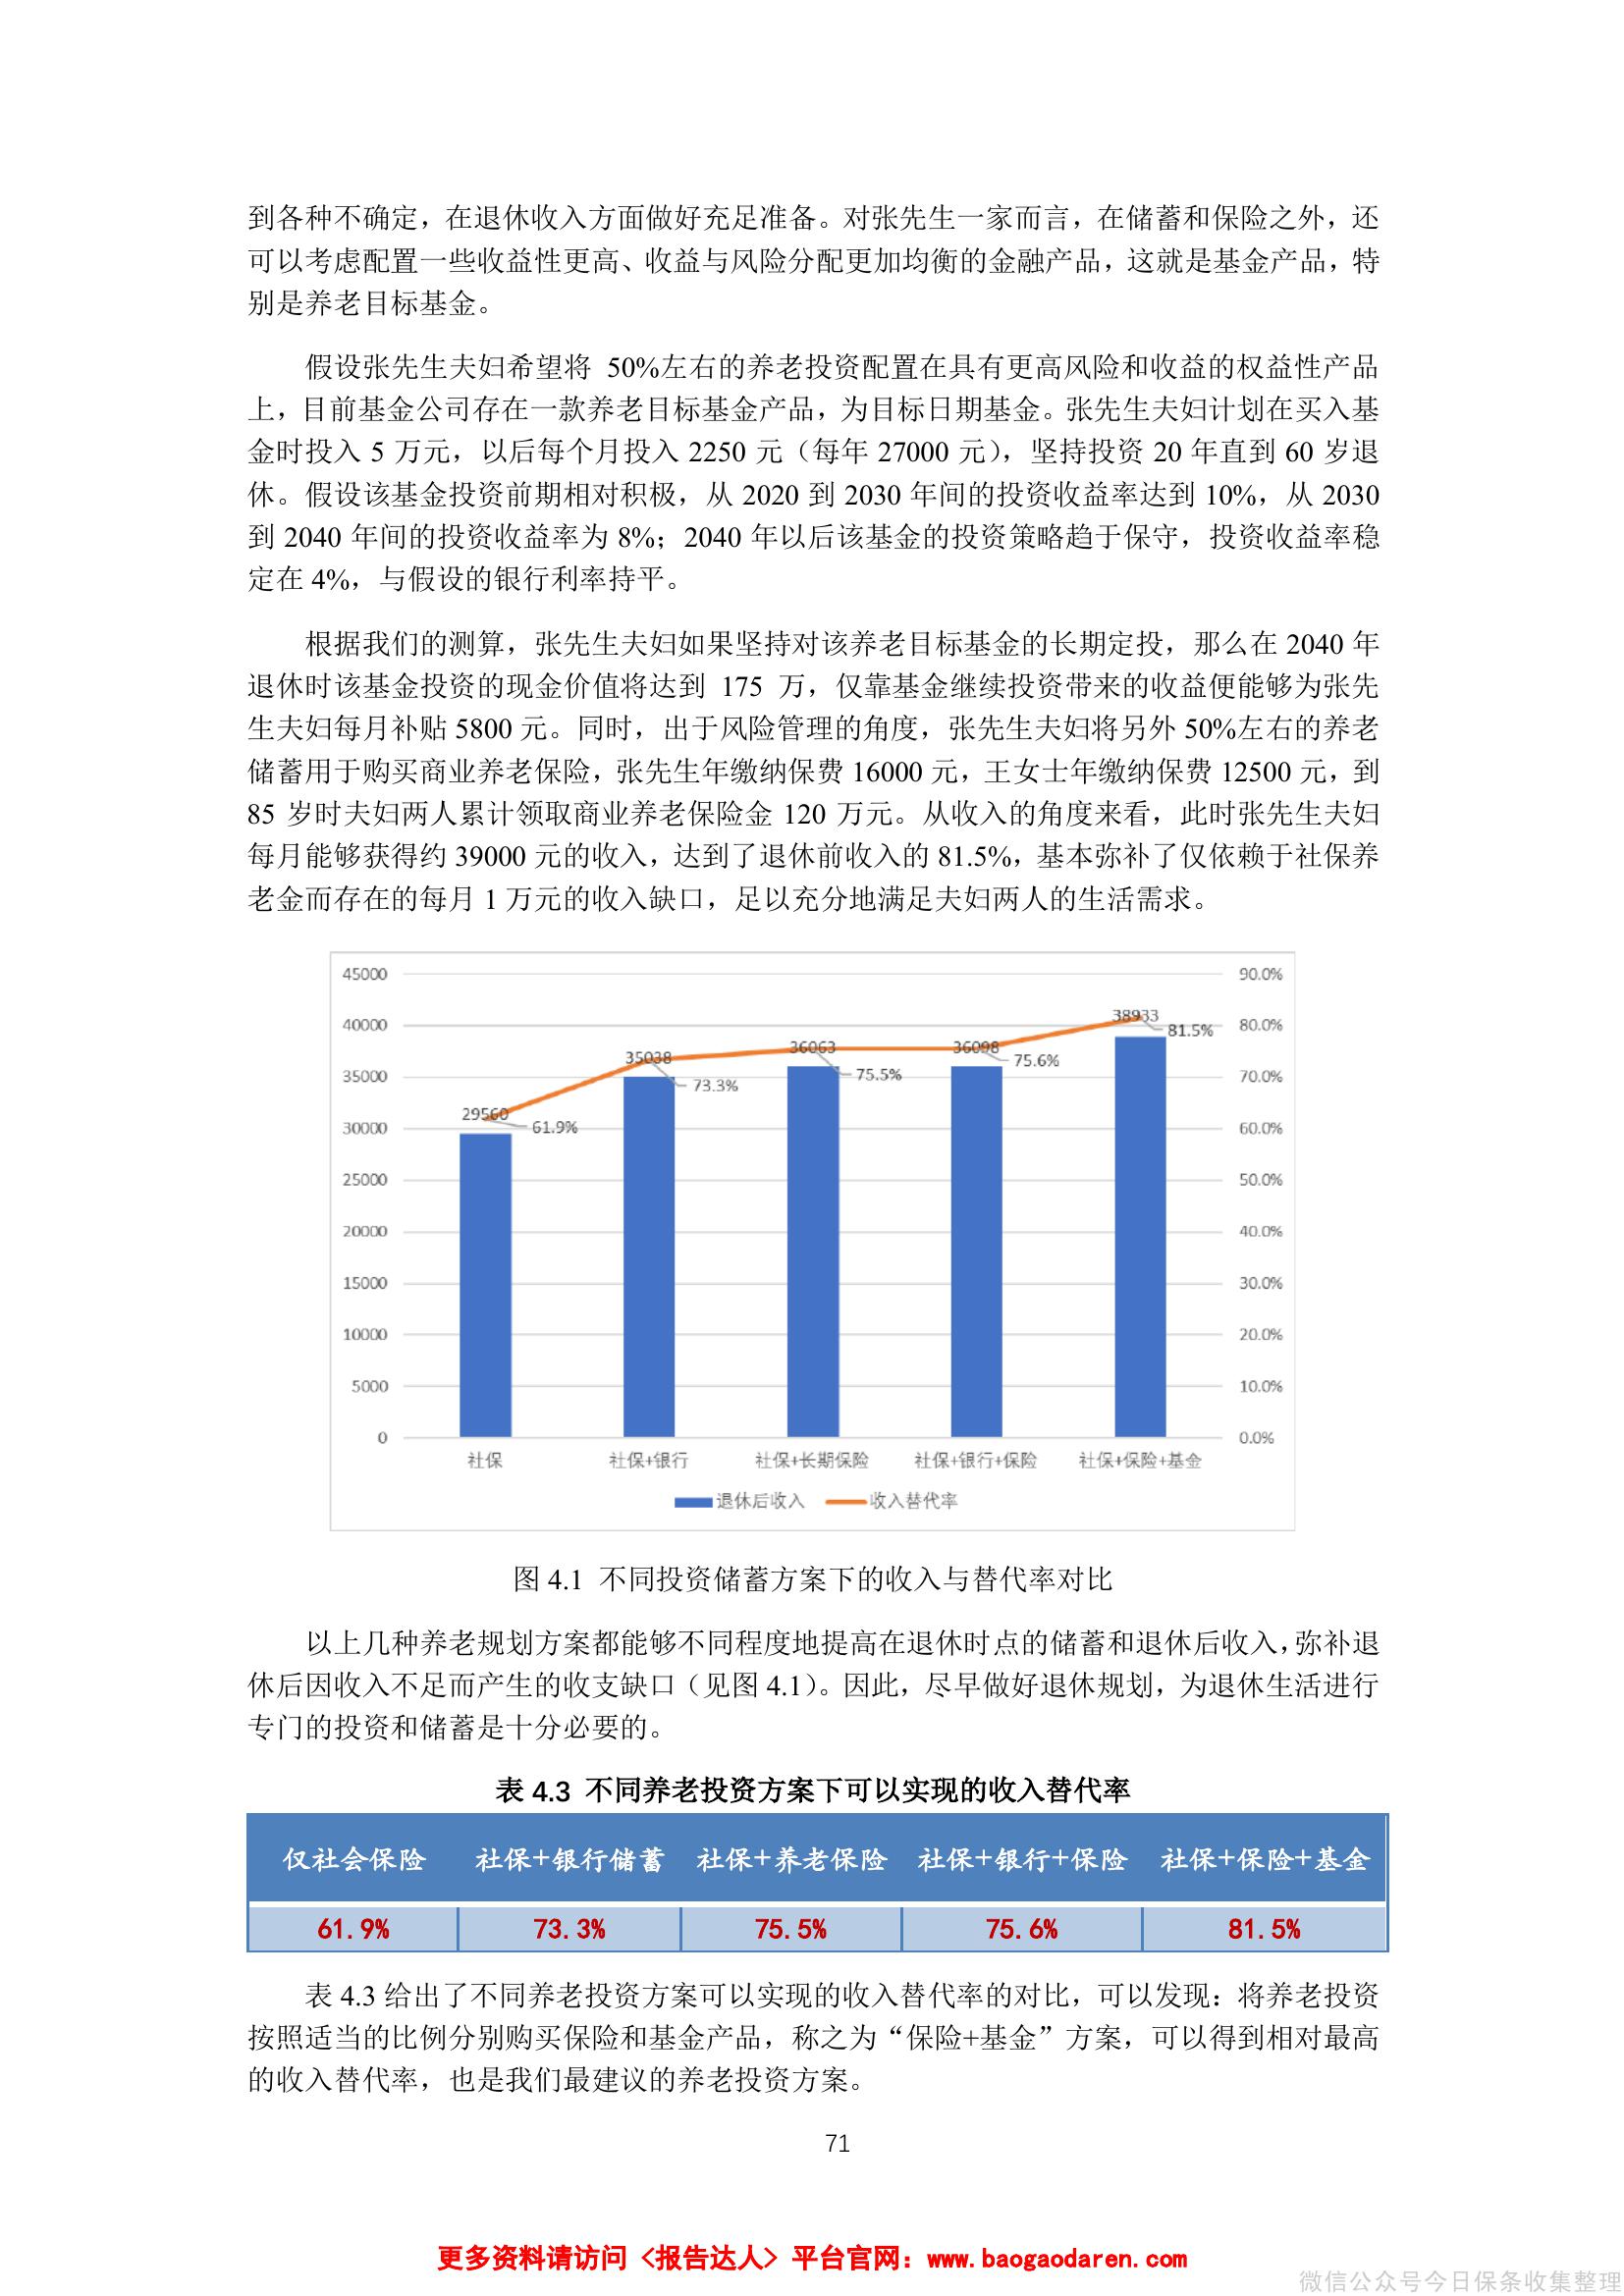 到各种不确定，在退休收入方面做好充足准备。对张先生一家而言，在储蓄和保险之外，还
可以考虑配置一些收益性更高、收益与风险分配更加均衡的金融产品，这就是基金产品，特
别是养老目标基金。
假设张先生夫妇希望将 50%左右的养老投资配置在具有更高风险和收益的权益性产品
上，目前基金公司存在一款养老目标基金产品，为目标日期基金。张先生夫妇计划在买入基
金时投入 5 万元，以后每个月投入 2250 元（每年 27000 元），坚持投资 20 年直到 60 岁退
休。假设该基金投资前期相对积极，从 2020 到 2030 年间的投资收益率达到 10%，从 2030
到 2040 年间的投资收益率为 8%；2040 年以后该基金的投资策略趋于保守，投资收益率稳
定在 4%，与假设的银行利率持平。
根据我们的测算，张先生夫妇如果坚持对该养老目标基金的长期定投，那么在 2040 年
退休时该基金投资的现金价值将达到 175 万，仅靠基金继续投资带来的收益便能够为张先
生夫妇每月补贴 5800 元。同时，出于风险管理的角度，张先生夫妇将另外 50%左右的养老
储蓄用于购买商业养老保险，张先生年缴纳保费 16000 元，王女士年缴纳保费 12500 元，到
85 岁时夫妇两人累计领取商业养老保险金 120 万元。从收入的角度来看，此时张先生夫妇
每月能够获得约 39000 元的收入，达到了退休前收入的 81.5%，基本弥补了仅依赖于社保养
老金而存在的每月 1 万元的收入缺口，足以充分地满足夫妇两人的生活需求。
45000 90.0%
38933 81.5%
40000 80.0%
35038 36063 36098
73.3% 75.5% 75.6%
35000 70.0%
29560 61.9%
30000 60.0%
25000 50.0%
20000 40.0%
15000 30.0%
10000 20.0%
5000 10.0%
0 0.0%
社保 社保+银行 社保+长期保险 社保+银行+保险 社保+保险+基金
退休后收入 收入替代率
图 4.1 不同投资储蓄方案下的收入与替代率对比
以上几种养老规划方案都能够不同程度地提高在退休时点的储蓄和退休后收入，弥补退
休后因收入不足而产生的收支缺口（见图 4.1）。因此，尽早做好退休规划，为退休生活进行
专门的投资和储蓄是十分必要的。
表 4.3 不同养老投资方案下可以实现的收入替代率
仅社会保险 社保+银行储蓄 社保+养老保险 社保+银行+保险 社保+保险+基金
61.9% 73.3% 75.5% 75.6% 81.5%
表 4.3 给出了不同养老投资方案可以实现的收入替代率的对比，可以发现：将养老投资
按照适当的比例分别购买保险和基金产品，称之为“保险+基金”方案，可以得到相对最高
的收入替代率，也是我们最建议的养老投资方案。
71
更多资料请访问《报告达人》平台官网：www.baogaodaren.com
微信公众号今日保条收集整理